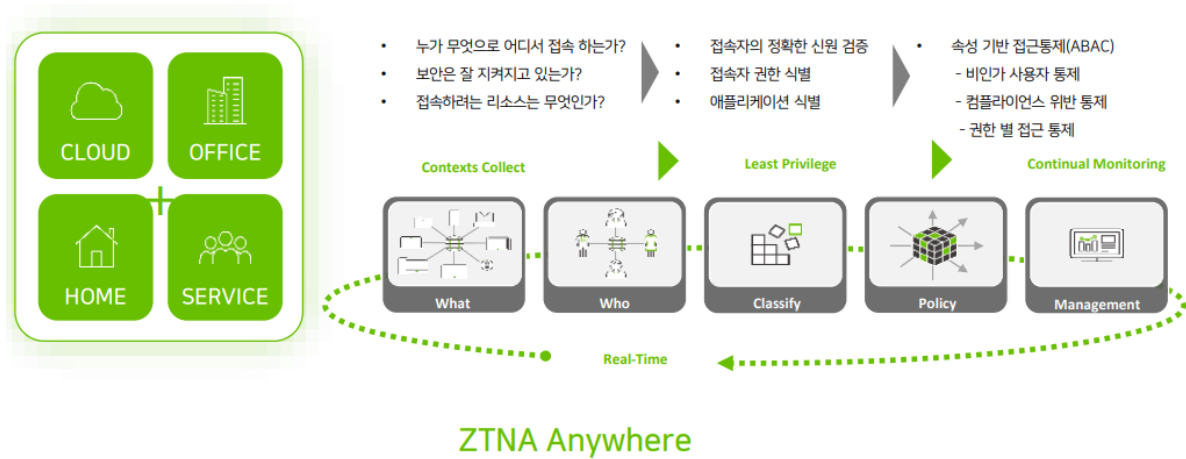 • 누가 무엇으로 어디서 접속 하는가?
• 보안은 잘 지켜지고 있는가?
• 접속하려는 리소스는 무엇인가?
• 접속자의 정확한 신원 검증
• 접속자 권한 식별
• 애플리케이션 식별
• 속성 기반 접근통제(ABAC)
- 비인가 사용자 통제
- 컴플라이언스 위반 통제
- 권한 별 접근 통제
CLOUD
OFFICE
HOME
SERVICE
Contexts Collect
Least Privilege
Continual Monitoring
What
Who
Classify
Policy
Management
Real-Time
ZTNA Anywhere